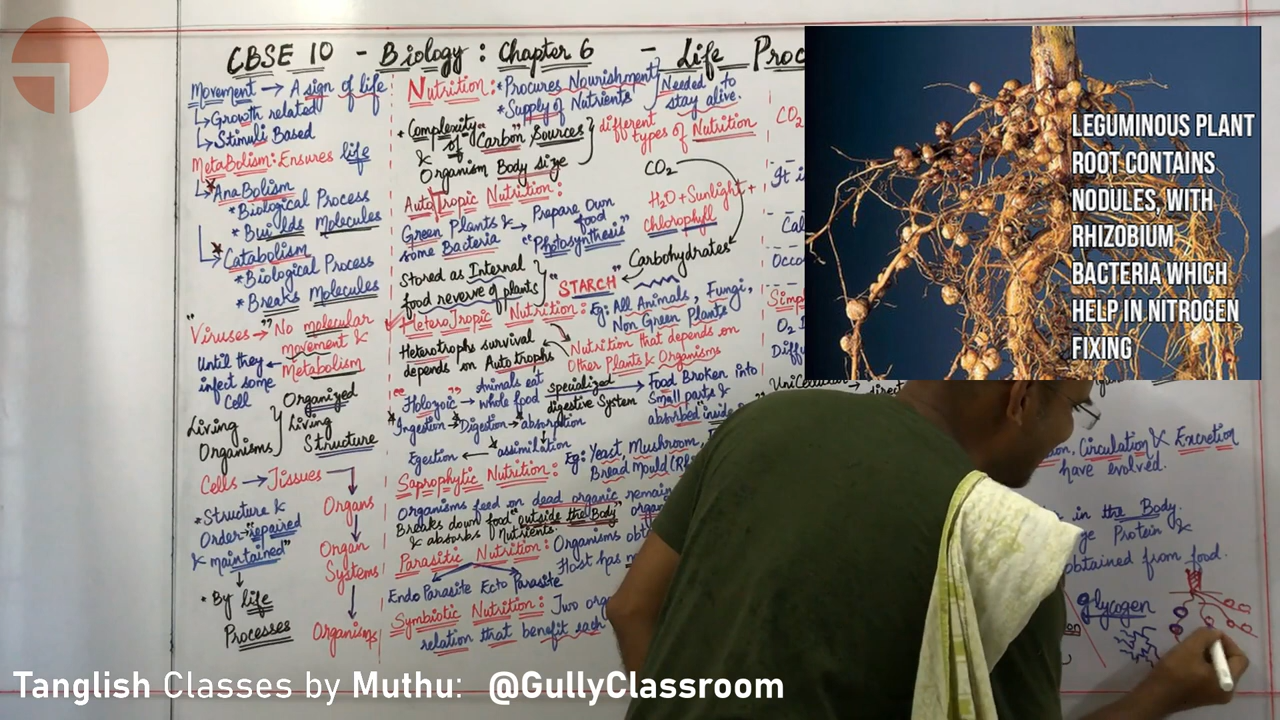 CBSE 10 - Biology : Chapter 6 - Life Proc
Movement → A sign of life
↳Growth related
↳Stimuli Based
MetaBolism: Ensures life
↳*AnaBolism
*Biological Process
*Buillds Molecules
↳*Catabolism
*Biological Process
*Breaks Molecules
"Viruses→"No molecular
movement &
Metabolism
Until they
infect some
Cell
Living
Organisms
Organized
Living
Structure
Cells → Tissues
Organs
Organ
Systems
Organisms
*Structure &
Order→"repaired
& maintained"
• By life
Processes
Nutrition: *Procures Nourishment
*Supply of Nutrients
Needed to
stay alive.
*Complexity of "Carbon" Sources
&
Organism Body size
different
types of Nutrition
AutoTropic Nutrition:
Green Plants &
some Bacteria
→ Prepare Own
food
"Photosynthesis"
CO2
H2O + Sunlight +
Chlorophyll
Carbohydrates
Stored as Internal
food reverve of plants
"STARCH"
HeteroTropic Nutrition: Eg: All Animals, Fungi,
Non Green Plants
Heterotrophs survival
depends on Autotrophs
Nutrition that depends on
Other Plants & Organisms
"Holozoic" → Animals eat
whole food
specialized
digestive System
Food Broken into
Small parts &
absorbed "insid
*Ingestion→Digestion→absorption
Egestion ← assimilation
Saprophytic Nutrition: Eg: Yeast, Mushroom,
Bread Mould (R
Organisms feed on dead organic remain
Breaks down food "outside the Body"
& absorbs Nutrients.
Parasitic Nutrition: Organisms obt
Host has
Endo Parasite Ecto Parasite
Symbiotic Nutrition: Two org
relation that benefit each
CO2
It i
Cal
Occo
Simp
O2 D
Diff
UniCellular → direc
Circulation & Excretion
have evolved.
in the Body.
Protein &
obtained from food.
glycogen
LEGUMINOUS PLANT
ROOT CONTAINS
NODULES, WITH
RHIZOBIUM
BACTERIA WHICH
HELP IN NITROGEN
FIXING
Tanglish Classes by Muthu: @GullyClassroom